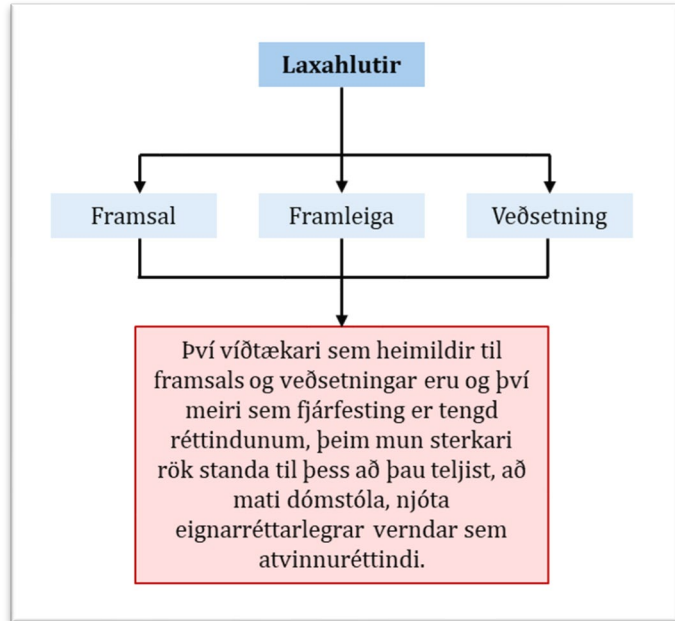 Laxahlutir
Framsal
Framleiga
Veðsetning
Því víðtækari sem heimildir til
framsals og veðsetningar eru og því
meiri sem fjárfesting er tengd
réttindunum, þeim mun sterkari
rök standa til þess að þau teljist, að
mati dómstóla, njóta
eignarréttarlegrar verndar sem
atvinnuréttindi.